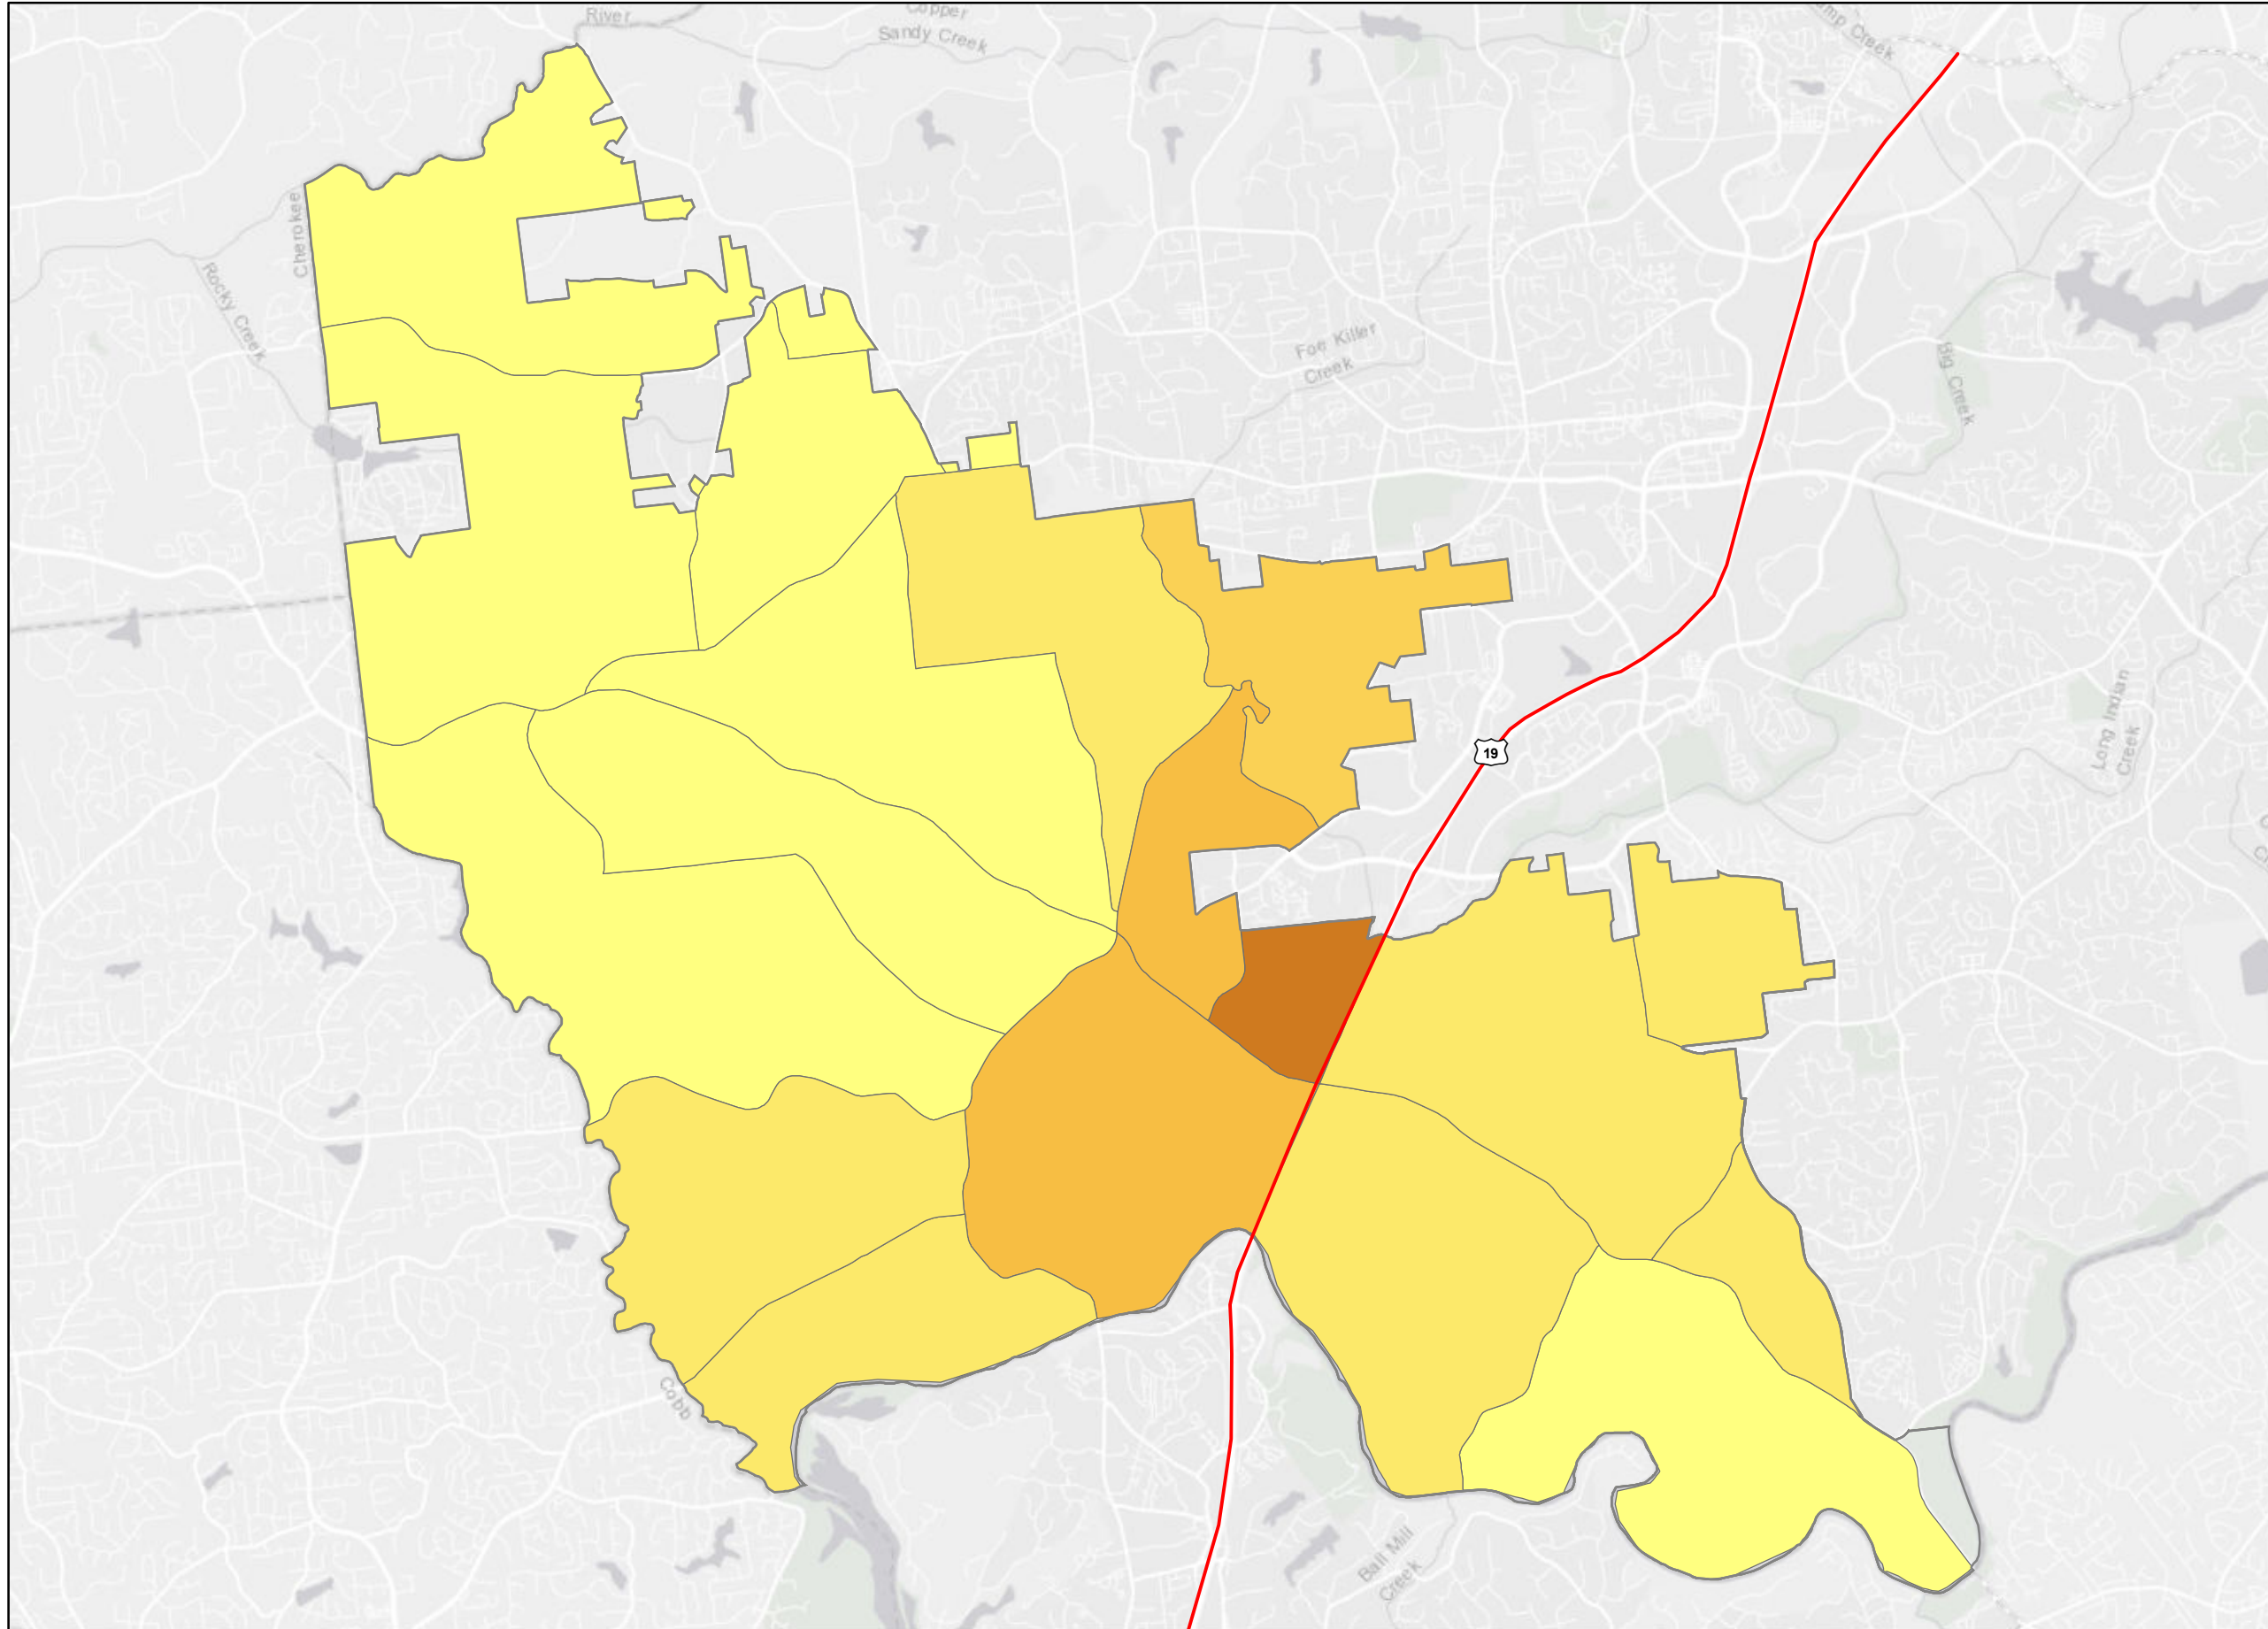 River
Copper
Sandy Creek
Creek
Cherokee
Rocky Creek
Foe Killer
Creek
Big Creek
Long Indian
Creek
19
Cobb
Ball Mill
Creek